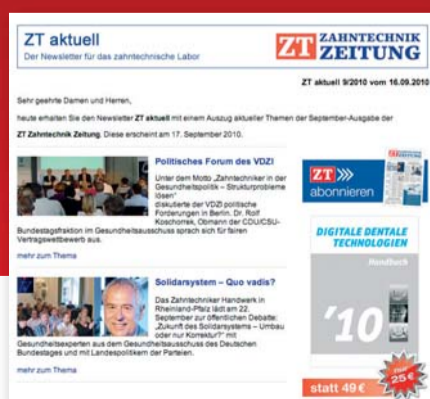 ZT aktuell
Der Newsletter für das zahntechnische Labor
ZT ZAHNTECHNIK
ZEITUNG
ZT aktuell 9/2010 vom 16.09.2010
Sehr geehrte Damen und Herren,
heute erhalten Sie den Newsletter ZT aktuell mit einem Auszug aktueller Themen der September-Ausgabe der
ZT Zahntechnik Zeitung. Diese erscheint am 17. September 2010.
Politisches Forum des VDZI
Unter dem Motto „Zahntechniker in der
Gesundheitspolitik – Strukturprobleme
lösen“
diskutierte der VDZI politische
Forderungen in Berlin. Dr. Rolf
Koschorrek, Obmann der CDU/CSU-
Bundestagsfraktion im Gesundheitsausschuss sprach sich für fairen
Vertragswettbewerb aus.
mehr zum Thema
Solidarsystem – Quo vadis?
Das Zahntechniker Handwerk in
Rheinland-Pfalz lädt am 22.
September zur öffentlichen Debatte:
„Zukunft des Solidarsystems – Umbau
oder nur Korrektur?“ mit
Gesundheitsexperten aus dem Gesundheitsausschuss des Deutschen
Bundestages und mit Landespolitikern der Parteien.
mehr zum Thema
ZT »»
abonnieren
DIGITALE DENTALE
TECHNOLOGIEN
Handbuch
'10
statt 49 €
nur
25 €